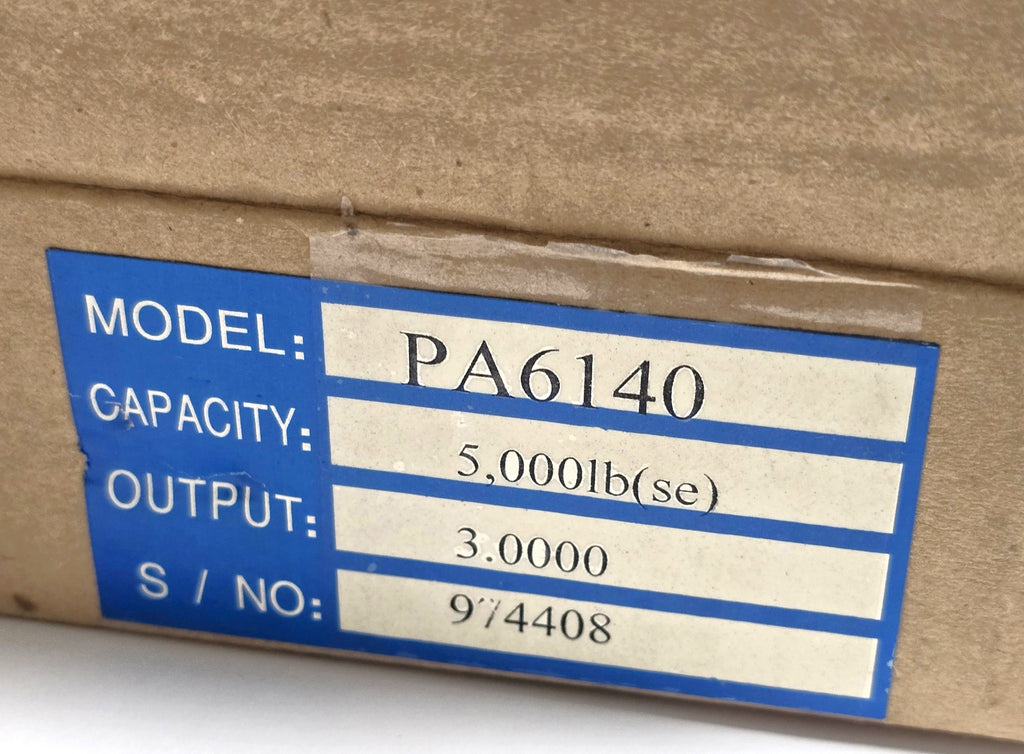 MODEL: PA6140
CAPACITY: 5,000lb(se)
OUTPUT: 3.0000
S / NO: 974408